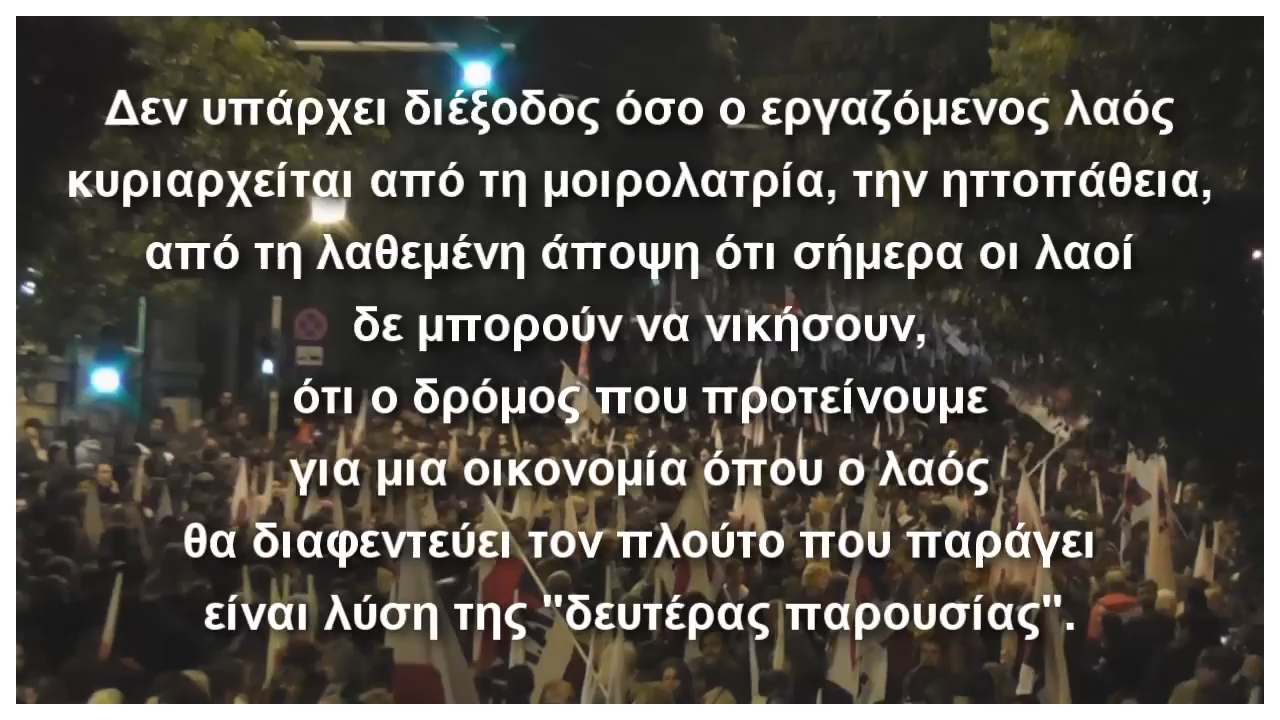 Δεν υπάρχει διέξοδος όσο ο εργαζόμενος λαός
κυριαρχείται από τη μοιρολατρία, την ηττοπάθεια,
από τη λαθεμένη άποψη ότι σήμερα οι λαοί
δε μπορούν να νικήσουν,
ότι ο δρόμος που προτείνουμε
για μια οικονομία όπου ο λαός
θα διαφεντεύει τον πλούτο που παράγει
είναι λύση της "δευτέρας παρουσίας".